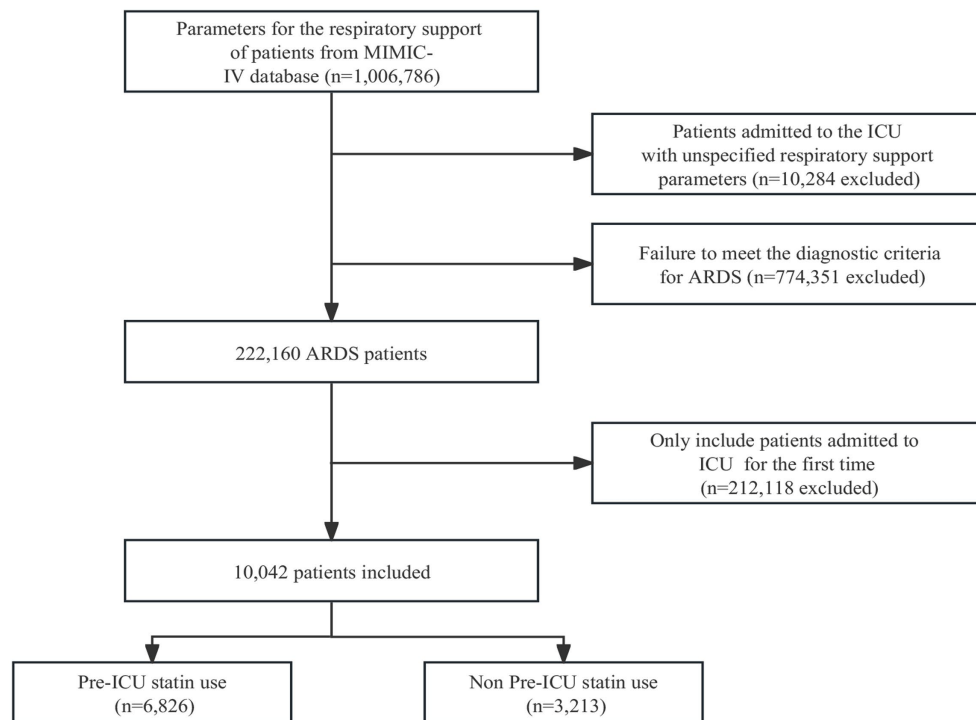 Parameters for the respiratory support
of patients from MIMIC-
IV database (n=1,006,786)
Patients admitted to the ICU
with unspecified respiratory support
parameters (n=10,284 excluded)
Failure to meet the diagnostic criteria
for ARDS (n=774,351 excluded)
222,160 ARDS patients
Only include patients admitted to
ICU for the first time
(n=212,118 excluded)
10,042 patients included
Pre-ICU statin use
(n=6,826)
Non Pre-ICU statin use
(n=3,213)